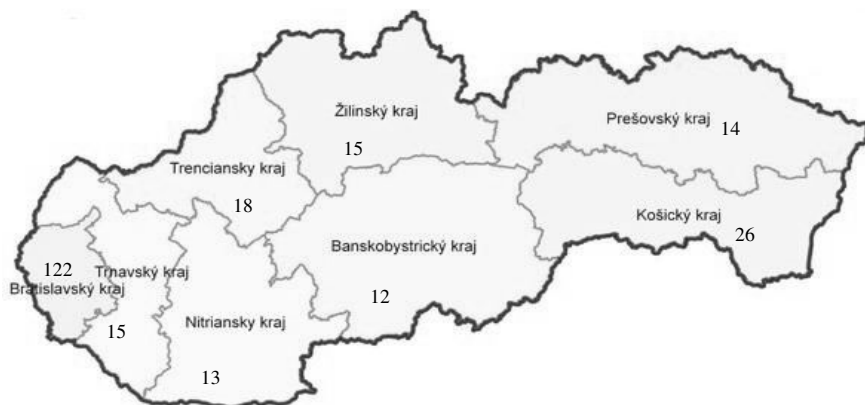 Žilinský kraj
15
Prešovský kraj
14
Trenciansky kraj
18
Košický kraj
26
Banskobystrický kraj
12
122
Trnavský kraj
Bratislavský kraj
15
Nitriansky kraj
13